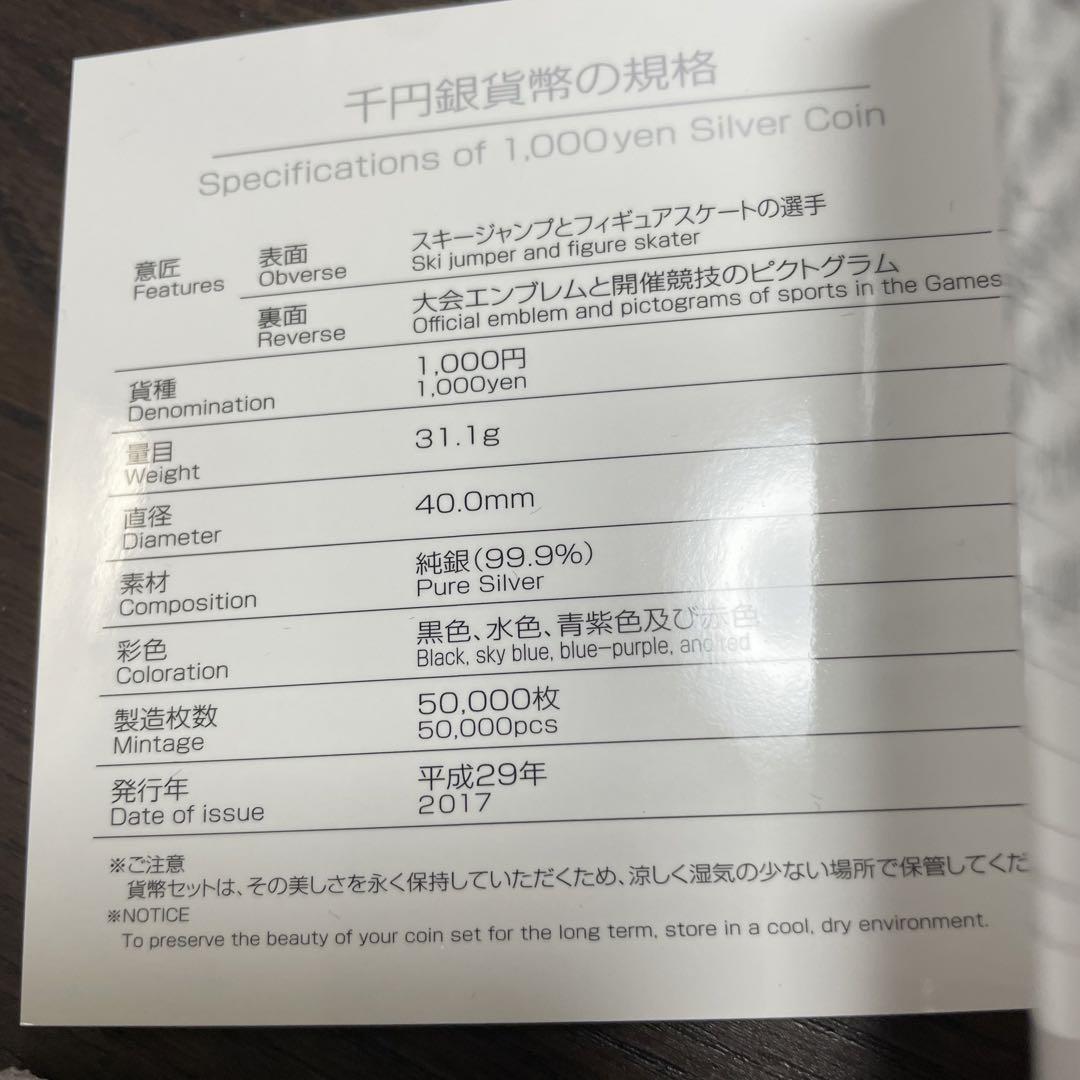 千円銀貨幣の規格
Specifications of 1,000yen Silver Coin
意匠
Features
表面
Obverse
スキージャンプとフィギュアスケートの選手
Ski jumper and figure skater
裏面
Reverse
大会エンブレムと開催競技のピクトグラム
Official emblem and pictograms of sports in the Games
貨種
Denomination
1,000円
1,000yen
量目
Weight
31.1g
直径
Diameter
40.0mm
素材
Composition
純銀(99.9%)
Pure Silver
彩色
Coloration
黒色、水色、青紫色及び赤色
Black, sky blue, blue-purple, and red
製造枚数
Mintage
50,000枚
50,000pcs
発行年
Date of issue
平成29年
2017
※ご注意
貨幣セットは、その美しさを永く保持していただくため、涼しく湿気の少ない場所で保管してくだ
※NOTICE
To preserve the beauty of your coin set for the long term, store in a cool, dry environment.